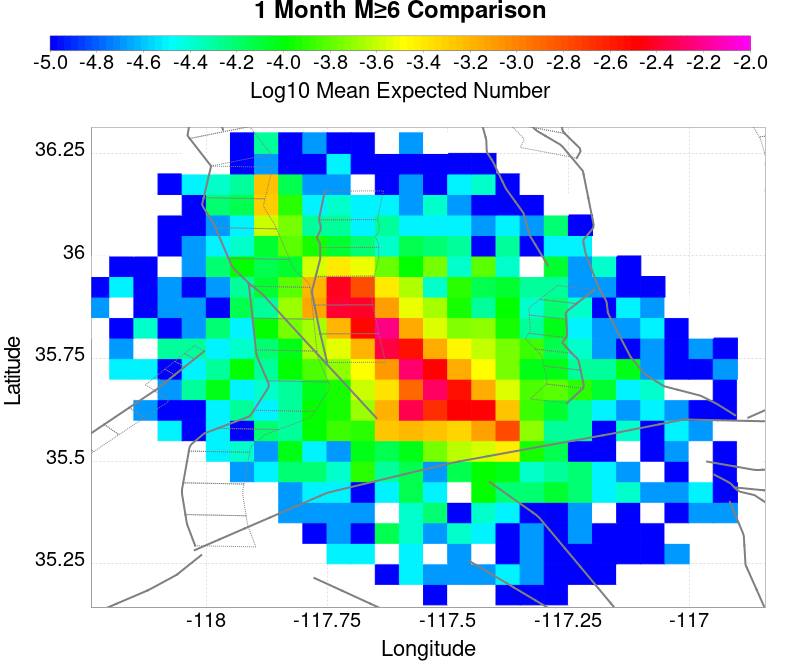 1 Month M≥6 Comparison
-5.0 -4.8 -4.6 -4.4 -4.2 -4.0 -3.8 -3.6 -3.4 -3.2 -3.0 -2.8 -2.6 -2.4 -2.2 -2.0
Log10 Mean Expected Number
36.25
36
35.75
35.5
35.25
Latitude
-118 -117.75 -117.5 -117.25 -117
Longitude